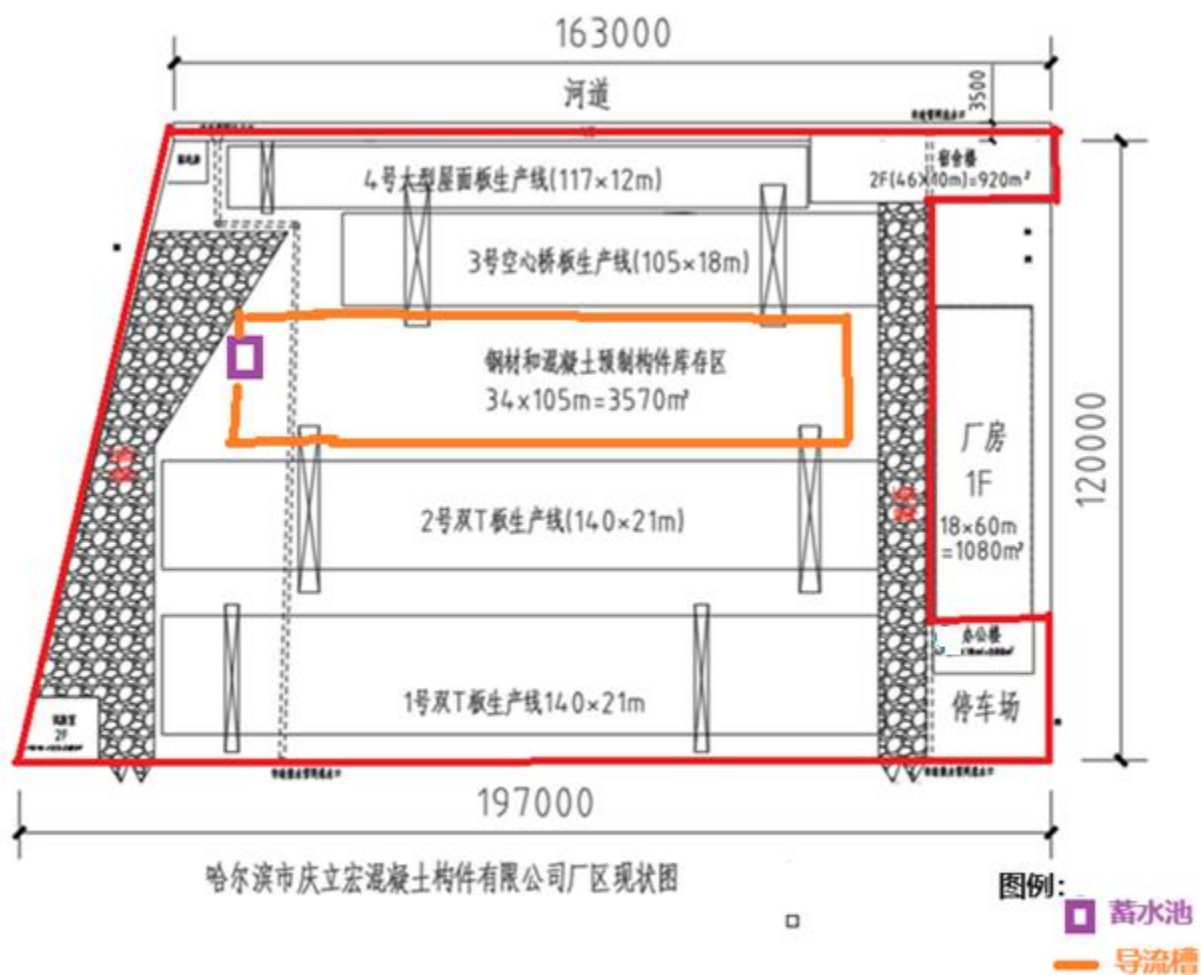 163000
河道
3500
宿舍楼
2F(46X10m)=920m²
4号大型屋面板生产线(117×12m)
3号空心桥板生产线(105×18m)
钢材和混凝土预制构件库存区
34×105m=3570㎡
厂房
1F
18×60m
=1080㎡
120000
2号双T板生产线(140×21m)
办公楼
1号双T板生产线140×21m
停车场
2F
197000
哈尔滨市庆立宏混凝土构件有限公司厂区现状图
图例：
蓄水池
导流槽